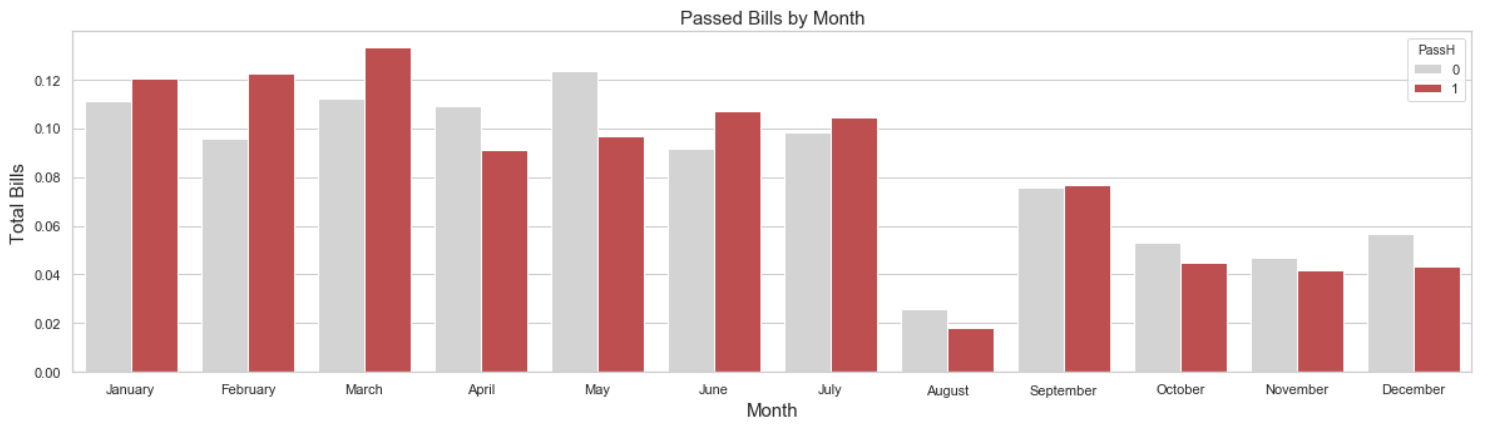 Passed Bills by Month
PassH
0
1
Total Bills
0.12
0.10
0.08
0.06
0.04
0.02
0.00
January February March April May June July August September October November December
Month